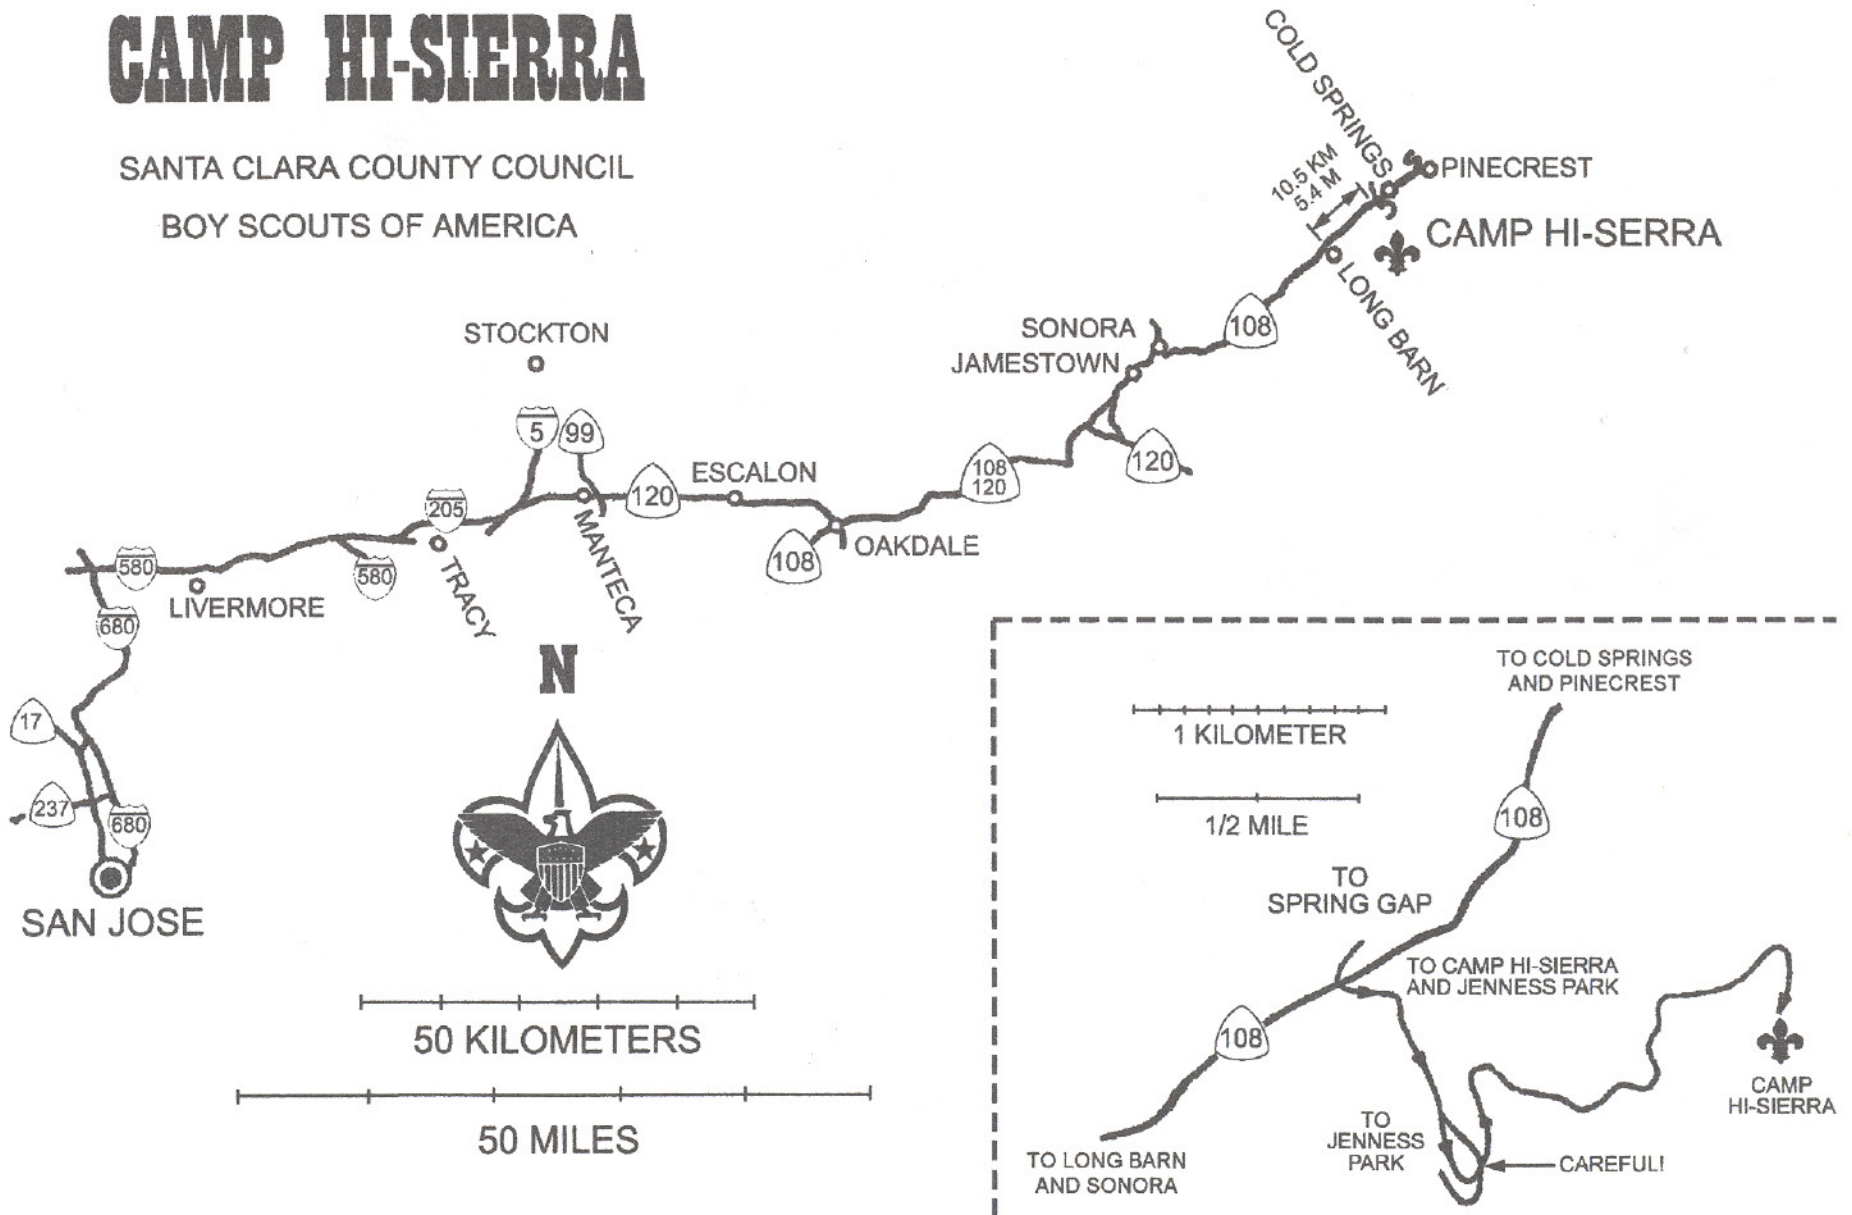 CAMP HI-SIERRA
SANTA CLARA COUNTY COUNCIL
BOY SCOUTS OF AMERICA
COLD SPRINGS
PINECREST
10.5 KM
5.4 M
CAMP HI-SERRA
LONG BARN
108
SONORA
JAMESTOWN
STOCKTON
5
99
120
ESCALON
108
120
120
205
MANTECA
108
OAKDALE
580
580
TRACY
LIVERMORE
680
17
237
680
SAN JOSE
N
50 KILOMETERS
50 MILES
TO COLD SPRINGS
AND PINECREST
1 KILOMETER
1/2 MILE
108
TO
SPRING GAP
TO CAMP HI-SIERRA
AND JENNESS PARK
108
CAMP
HI-SIERRA
TO
JENNESS
PARK
CAREFUL!
TO LONG BARN
AND SONORA